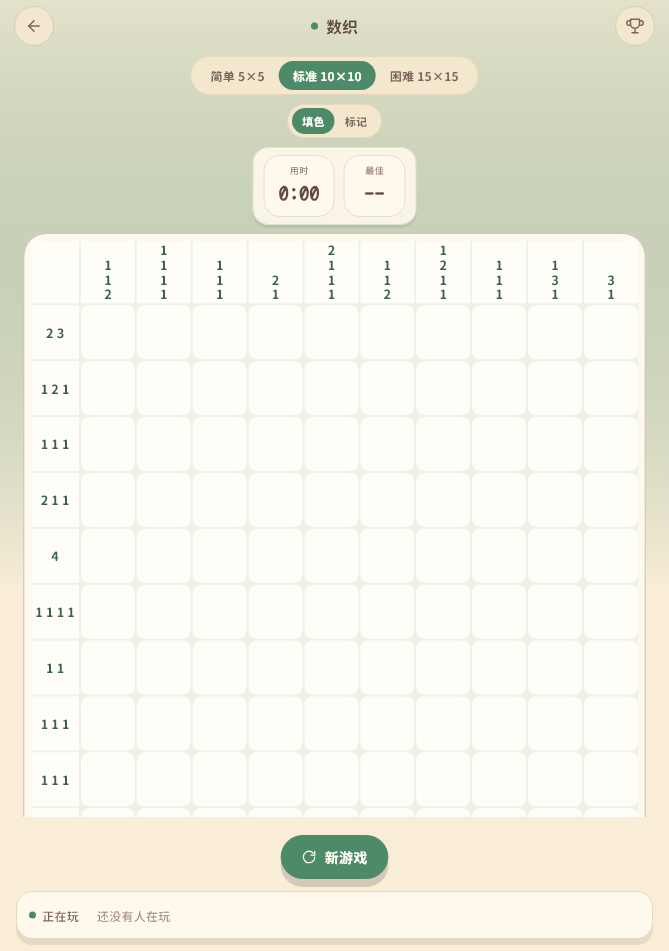 数织
简单 5×5 标准 10×10 困难 15×15
填色 标记
用时 最佳
0:00 --
1 2
1 1 1 1 1 1
1 1 1 2 1 1 2 1 3 3
2 1 1 1 1 2 1 1 1 1
2 3
1 2 1
1 1 1
2 1 1
4
1 1 1 1
1 1
1 1 1
1 1 1
新游戏
正在玩 还没有人在玩